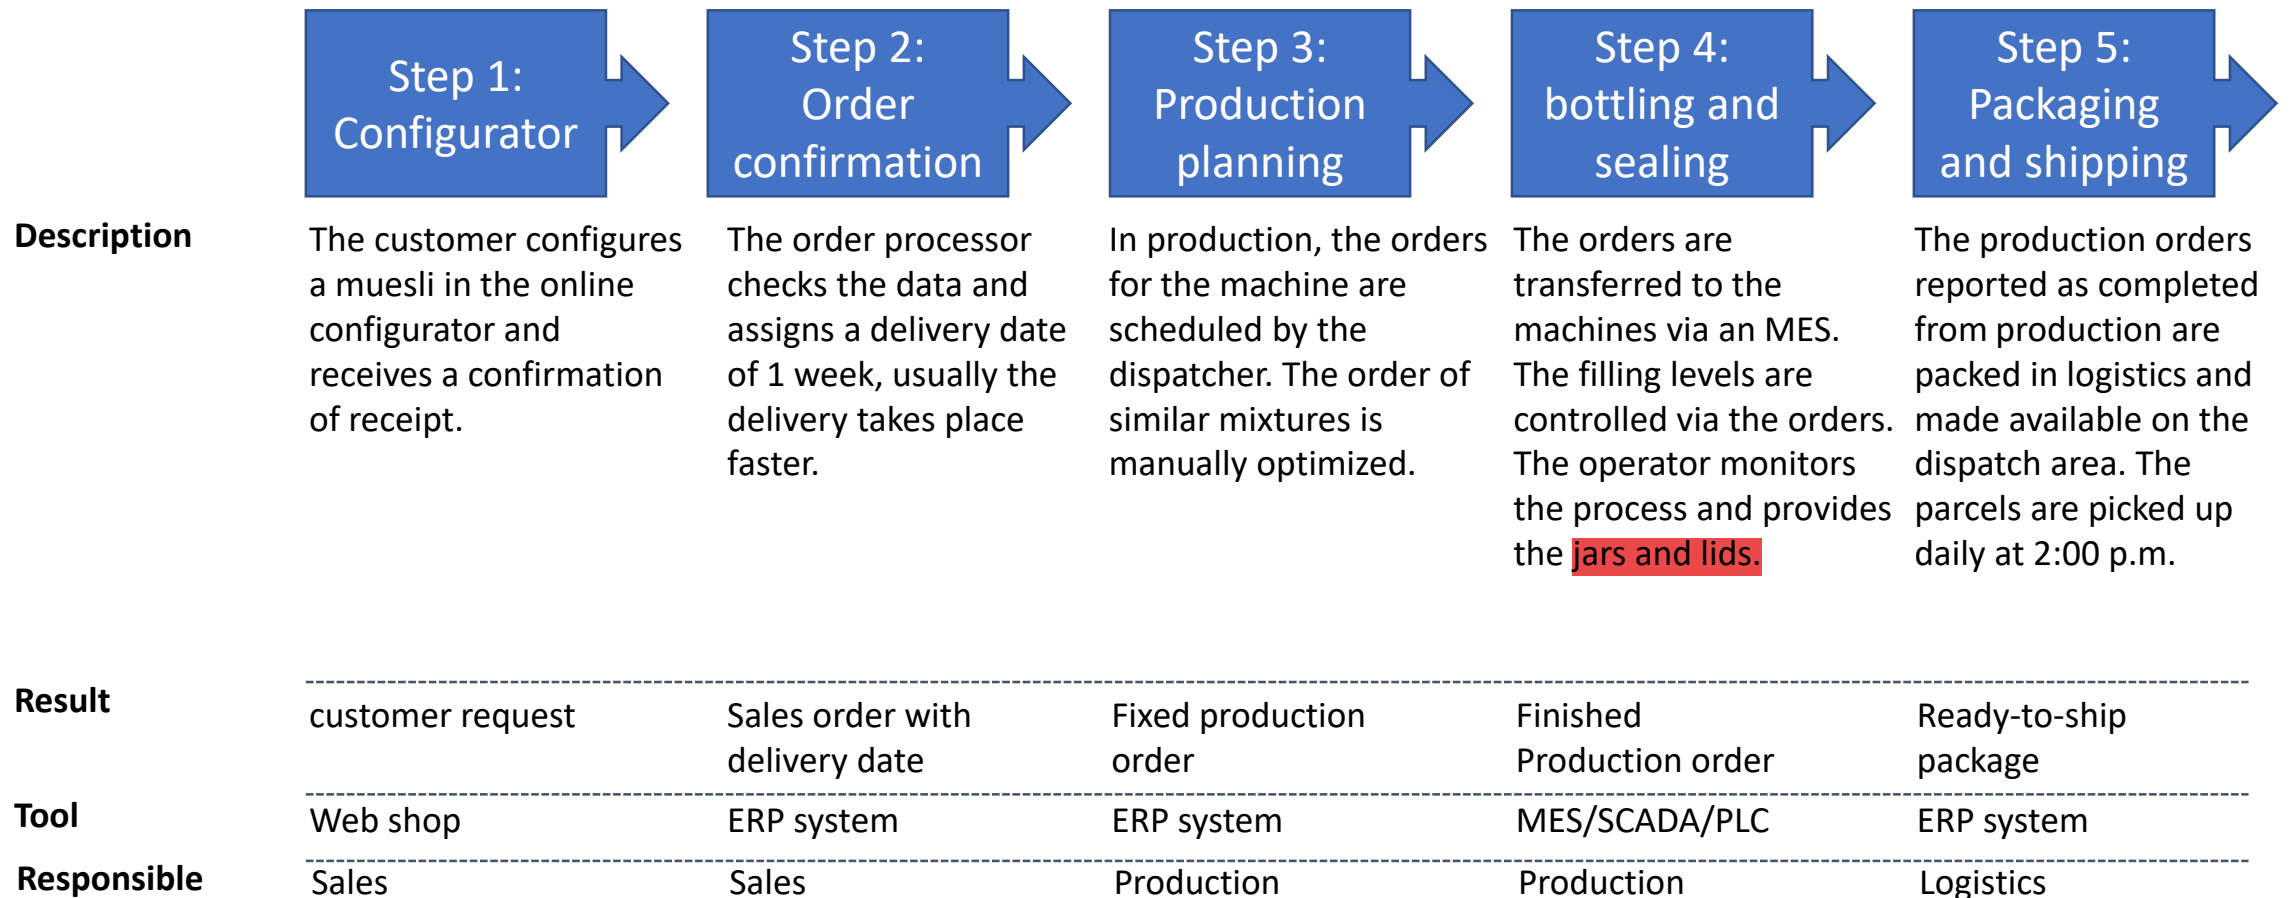 Step 1:
Configurator
Step 2:
Order
confirmation
Step 3:
Production
planning
Step 4:
bottling and
sealing
Step 5:
Packaging
and shipping
Description
The customer configures
a muesli in the online
configurator and
receives a confirmation
of receipt.
The order processor
checks the data and
assigns a delivery date
of 1 week, usually the
delivery takes place
faster.
In production, the orders
for the machine are
scheduled by the
dispatcher. The order of
similar mixtures is
manually optimized.
The orders are
transferred to the
machines via an MES.
The filling levels are
controlled via the orders.
The operator monitors
the process and provides
the jars and lids.
The production orders
reported as completed
from production are
packed in logistics and
made available on the
dispatch area. The
parcels are picked up
daily at 2:00 p.m.
Result
customer request
Sales order with
delivery date
Fixed production
order
Finished
Production order
Ready-to-ship
package
Tool
Web shop
ERP system
ERP system
MES/SCADA/PLC
ERP system
Responsible
Sales
Sales
Production
Production
Logistics